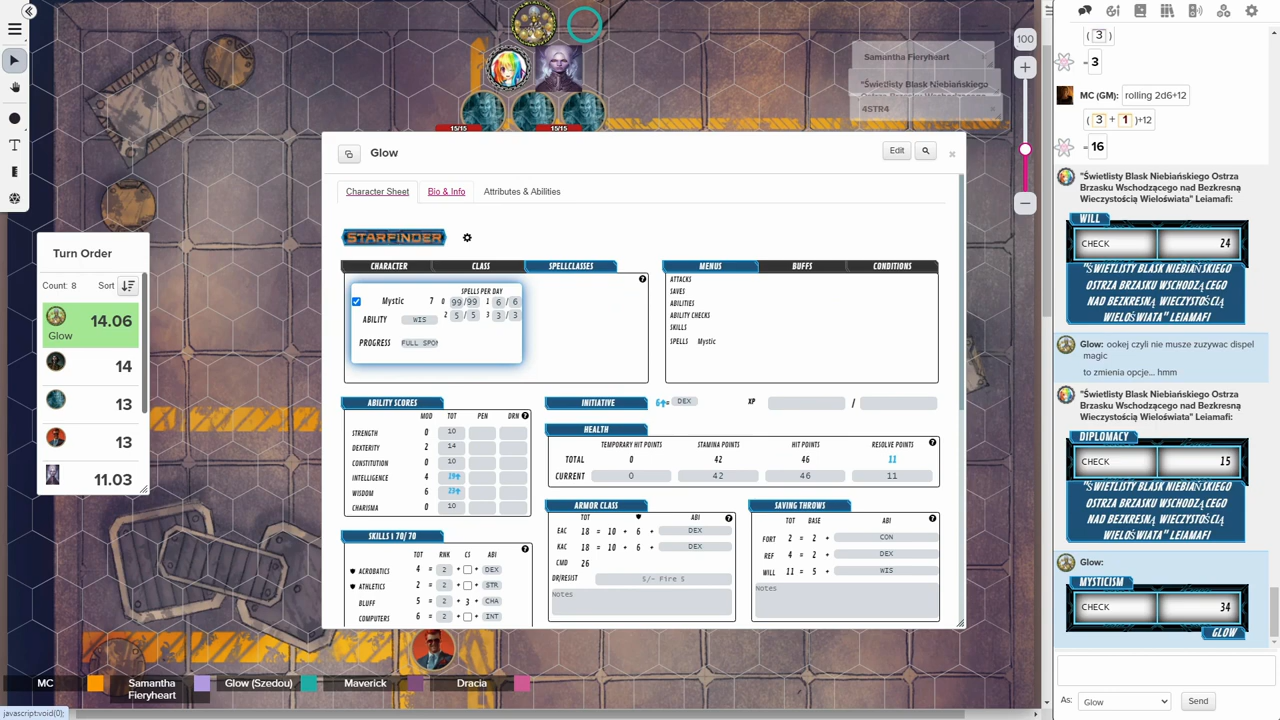 100
Samantha Fieryheart
"Świetlisty Blask Niebiańskiego
4STR4
15/15
15/15
Turn Order
Count: 8
Sort
14.06
Glow
14
13
13
11.03
Glow
Edit
Character Sheet
Bio & Info
Attributes & Abilities
STARFINDER
CHARACTER
CLASS
SPELLCLASSES
SPELLS PER DAY
Mystic 7 0 99/99 1 6/6
2 5/5 3 3/3
ABILITY WIS
PROGRESS
MENUS
BUFFS
CONDITIONS
ATTACKS
SAVES
ABILITIES
ABILITY CHECKS
SKILLS
SPELLS Mystic
ABILITY SCORES
MOD TOT PEN DRN
STRENGTH 0 10
DEXTERITY 2 14
CONSTITUTION 0 10
INTELLIGENCE 4 19
WISDOM 6 23
CHARISMA 0 10
SKILLS 70/70
TOT RNK CS ABI
ACROBATICS 4 = 2 + + DEX
ATHLETICS 2 = 2 + + STR
BLUFF 5 = 2 + 3 + CHA
COMPUTERS 6 = 2 + + INT
INITIATIVE 6 = DEX
XP /
HEALTH
TEMPORARY HIT POINTS STAMINA POINTS HIT POINTS RESOLVE POINTS
TOTAL 0 42 46 11
CURRENT 0 42 46 11
ARMOR CLASS
TOT ABI
EAC 18 = 10 + 6 + DEX
KAC 18 = 10 + 6 + DEX
CMD 26
DR/RESIST 5/- Fire 5
Notes
SAVING THROWS
TOT BASE ABI
FORT 2 = 2 + CON
REF 4 = 2 + DEX
WILL 11 = 5 + WIS
Notes
MC
Samantha
Fieryheart
Glow (Szedou)
Maverick
Dracia
javascript:void(0);
( 3 )
= 3
MC (GM): rolling 2d6+12
( 3 + 1 )+12
= 16
"Świetlisty Blask Niebiańskiego
Ostrza Brzasku Wschodzącego
nad Bezkresną Wieczystością
Wieloświata" Leiamafi:
WILL
CHECK 24
"ŚWIETLISTY BLASK NIEBIAŃSKIEGO
OSTRZA BRZASKU WSCHODZĄCEGO
NAD BEZKRESNĄ WIECZYSTOŚCIĄ
WIELOŚWIATA" LEIAMAFI
Glow: ookej czyli nie musze zuzywac dispel
magic
to zmienia opcje... hmm
"Świetlisty Blask Niebiańskiego Ostrza
Brzasku Wschodzącego nad Bezkresną
Wieczystością Wieloświata" Leiamafi:
DIPLOMACY
CHECK 15
"ŚWIETLISTY BLASK NIEBIAŃSKIEGO
OSTRZA BRZASKU WSCHODZĄCEGO
NAD BEZKRESNĄ WIECZYSTOŚCIĄ
WIELOŚWIATA" LEIAMAFI
Glow:
MYSTICISM
CHECK 34
GLOW
As: Glow
Send